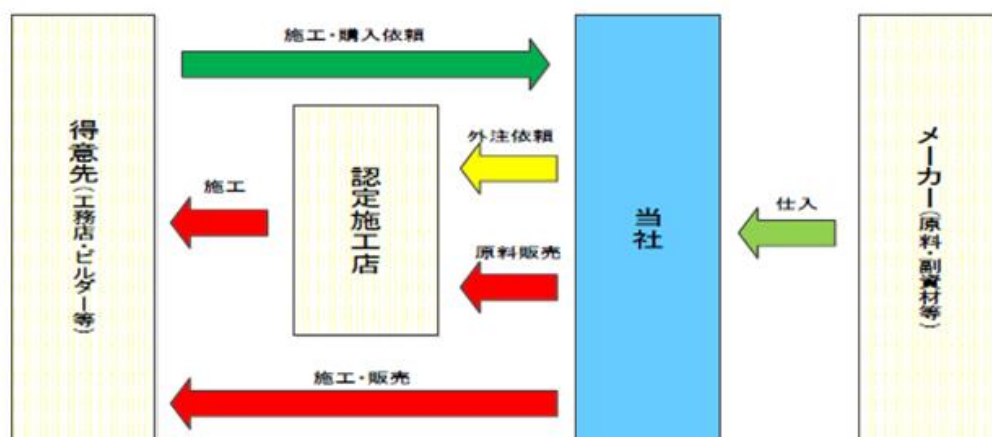 施工・購入依頼
得意先(工務店・ビルダー等)
施工
認定施工店
外注依頼
原料販売
施工・販売
当社
仕入
メーカー(原料・副資材等)